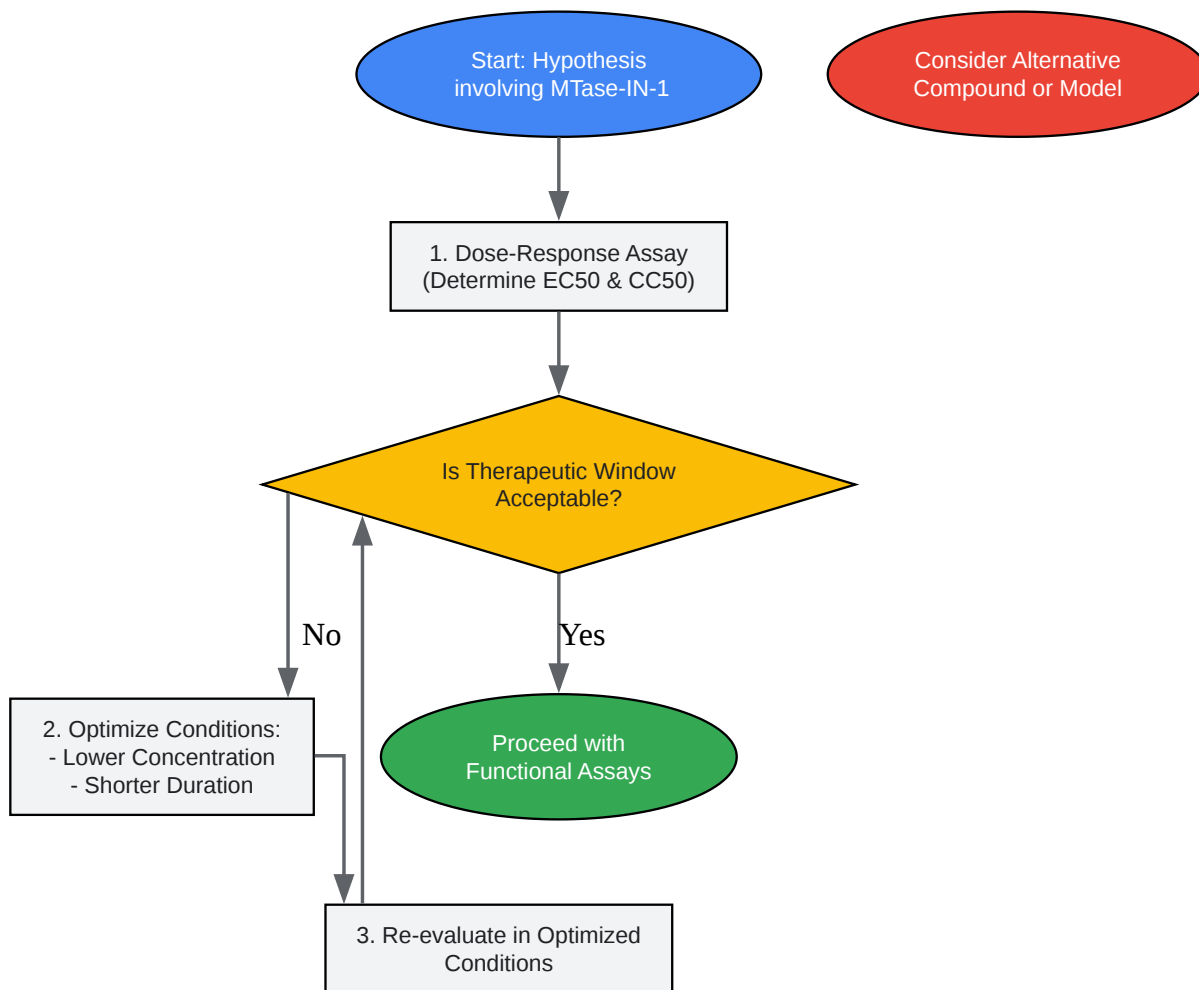 Start: Hypothesis
involving MTase-IN-1
Consider Alternative
Compound or Model
1. Dose-Response Assay
(Determine EC50 & CC50)
Is Therapeutic Window
Acceptable?
No
Yes
2. Optimize Conditions:
- Lower Concentration
- Shorter Duration
Proceed with
Functional Assays
3. Re-evaluate in Optimized
Conditions